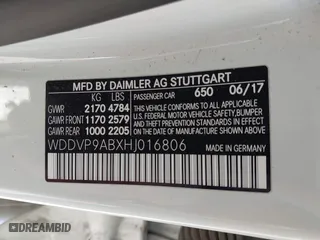 MFD BY DAIMLER AG STUTTGART
KG LBS PASSENGER CAR 650 06/17
GVWR 2170 4784 THIS VEHICLE CONFORMS TO ALL APPLI-
GAWR FRONT 1170 2579 CABLE U.S. FEDERAL MOTOR VEHICLE SAFETY, BUMPER
GAWR REAR 1000 2205 AND THEFT PREVENTION STANDARDS IN EFFECT ON THE DATE OF MANUFACTURE SHOWN ABOVE
WDDVP9ABXHJ016806 MADE IN GERMANY